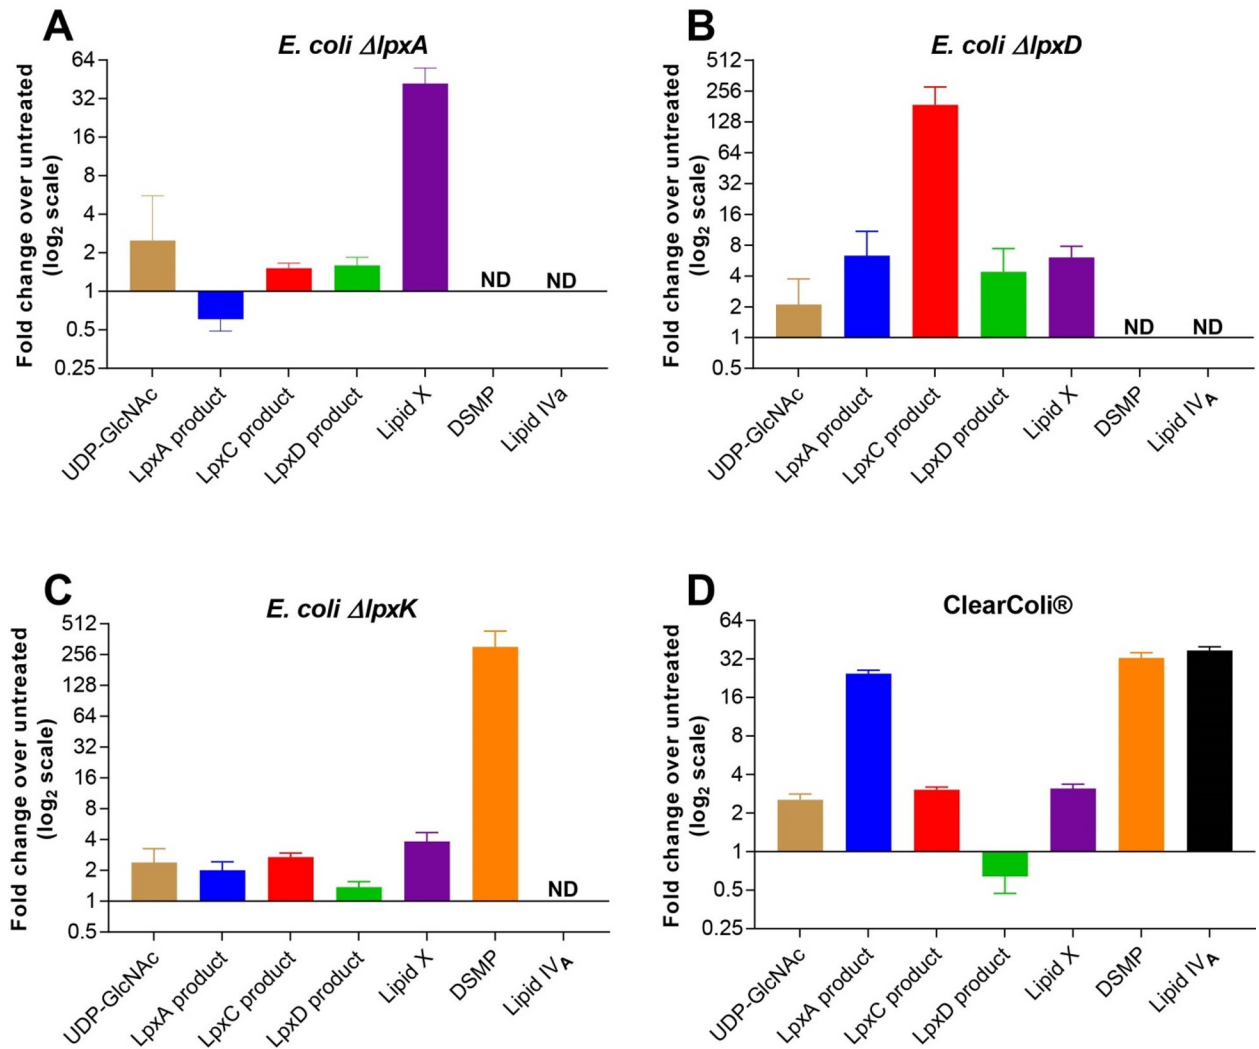 A
E. coli ΔlpxA
Fold change over untreated
(log2 scale)
64
32
16
8
4
2
1
0.5
0.25
ND
ND
UDP-GlcNAc
LpxA product
LpxC product
LpxD product
Lipid X
DSMP
Lipid IVa
B
E. coli ΔlpxD
Fold change over untreated
(log2 scale)
512
256
128
64
32
16
8
4
2
1
0.5
ND
ND
UDP-GlcNAc
LpxA product
LpxC product
LpxD product
Lipid X
DSMP
Lipid IVA
C
E. coli ΔlpxK
Fold change over untreated
(log2 scale)
512
256
128
64
32
16
8
4
2
1
0.5
ND
UDP-GlcNAc
LpxA product
LpxC product
LpxD product
Lipid X
DSMP
Lipid IVA
D
ClearColi®
Fold change over untreated
(log2 scale)
64
32
16
8
4
2
1
0.5
0.25
UDP-GlcNAc
LpxA product
LpxC product
LpxD product
Lipid X
DSMP
Lipid IVA